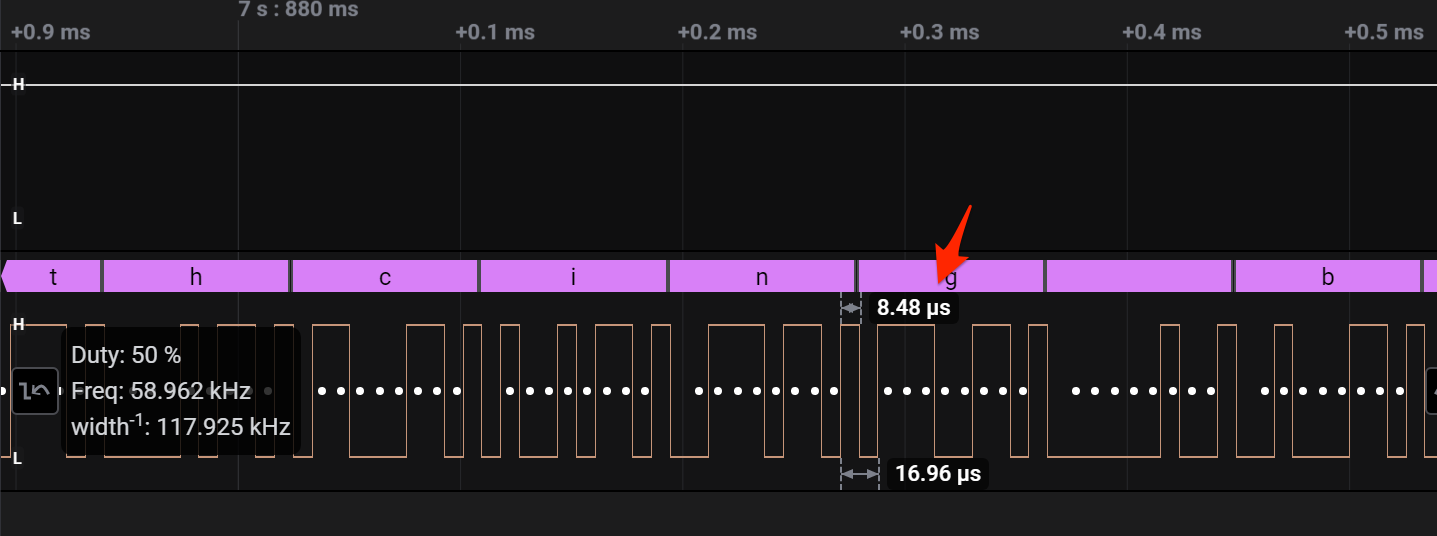 7 s : 880 ms
+0.9 ms +0.1 ms +0.2 ms +0.3 ms +0.4 ms +0.5 ms
H
L
t h c i n g b
8.48 µs
H
Duty: 50 %
Freq: 58.962 kHz
width⁻¹: 117.925 kHz
L
16.96 µs